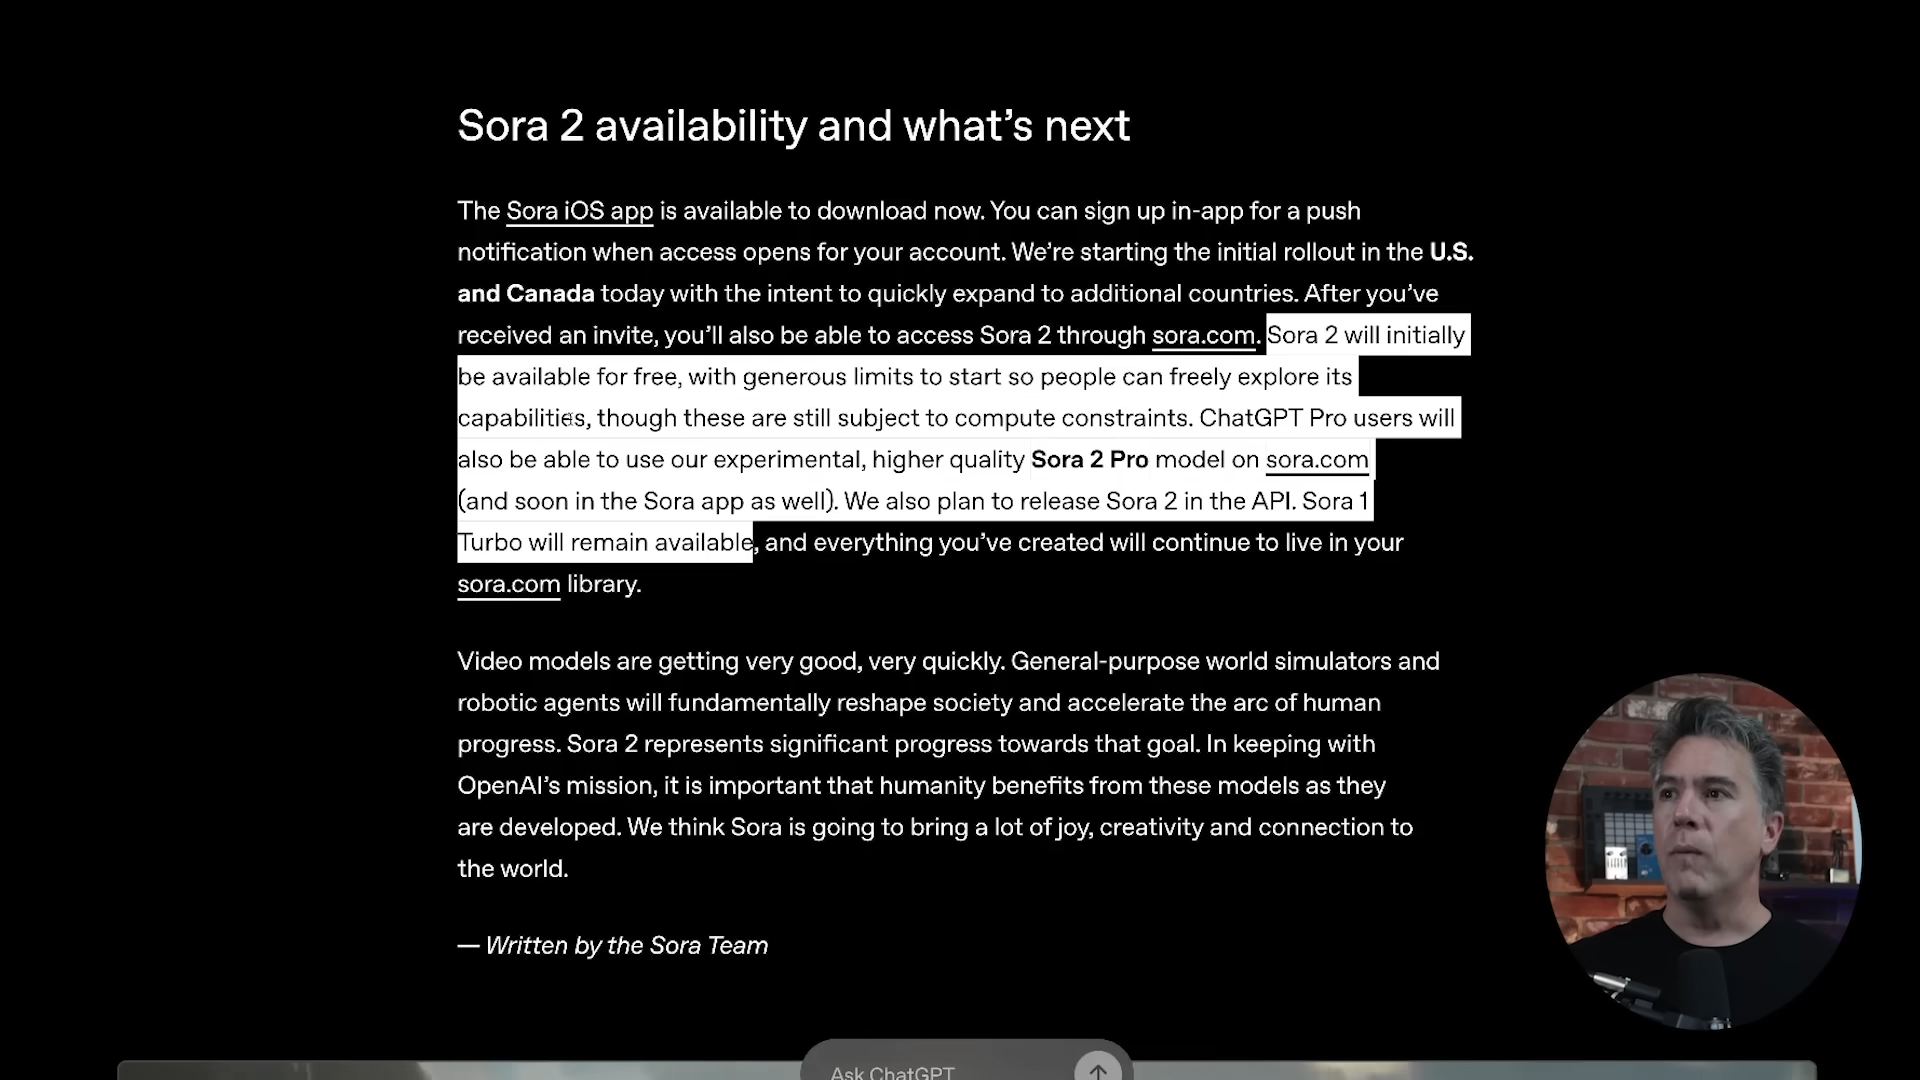 Sora 2 availability and what’s next
The Sora iOS app is available to download now. You can sign up in-app for a push
notification when access opens for your account. We’re starting the initial rollout in the U.S.
and Canada today with the intent to quickly expand to additional countries. After you’ve
received an invite, you’ll also be able to access Sora 2 through sora.com. Sora 2 will initially
be available for free, with generous limits to start so people can freely explore its
capabilities, though these are still subject to compute constraints. ChatGPT Pro users will
also be able to use our experimental, higher quality Sora 2 Pro model on sora.com
(and soon in the Sora app as well). We also plan to release Sora 2 in the API. Sora 1
Turbo will remain available, and everything you’ve created will continue to live in your
sora.com library.
Video models are getting very good, very quickly. General-purpose world simulators and
robotic agents will fundamentally reshape society and accelerate the arc of human
progress. Sora 2 represents significant progress towards that goal. In keeping with
OpenAI’s mission, it is important that humanity benefits from these models as they
are developed. We think Sora is going to bring a lot of joy, creativity and connection to
the world.
— Written by the Sora Team
Ask ChatGPT